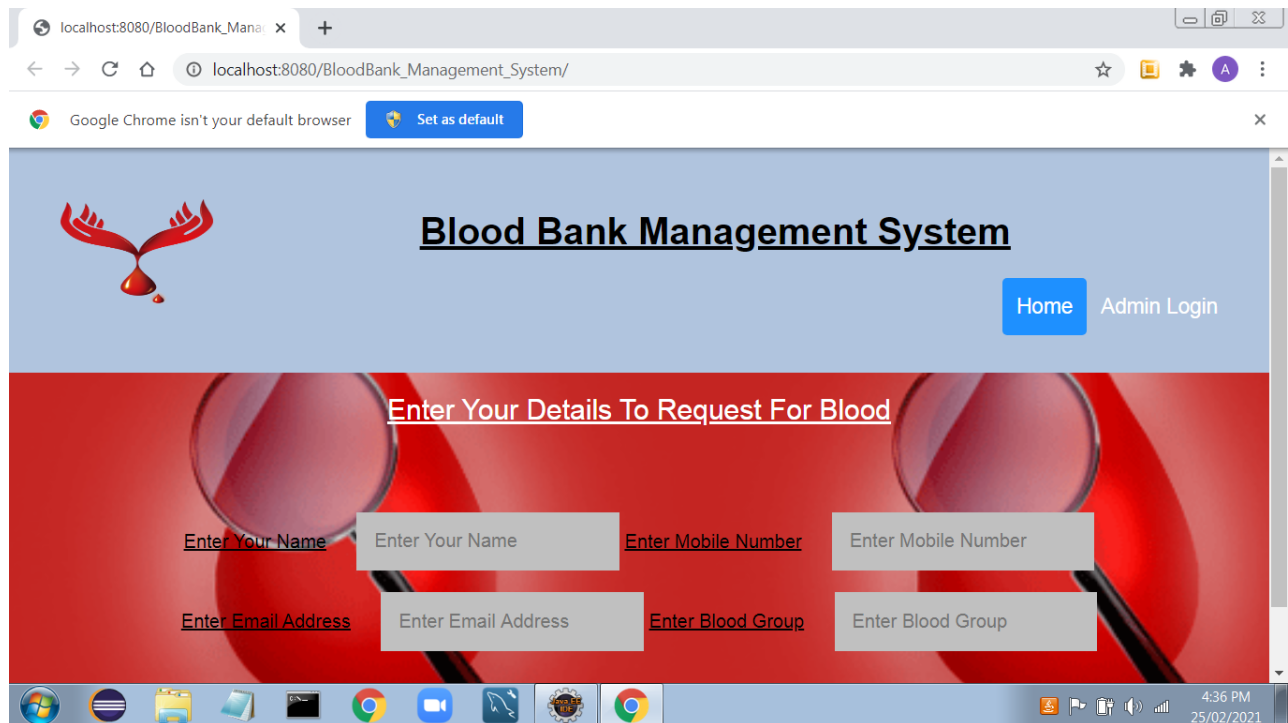 localhost:8080/BloodBank_Mana
localhost:8080/BloodBank_Management_System/
A
Google Chrome isn't your default browser
Set as default
Blood Bank Management System
Home Admin Login
Enter Your Details To Request For Blood
Enter Your Name Enter Your Name Enter Mobile Number Enter Mobile Number
Enter Email Address Enter Email Address Enter Blood Group Enter Blood Group
4:36 PM
25/02/2021